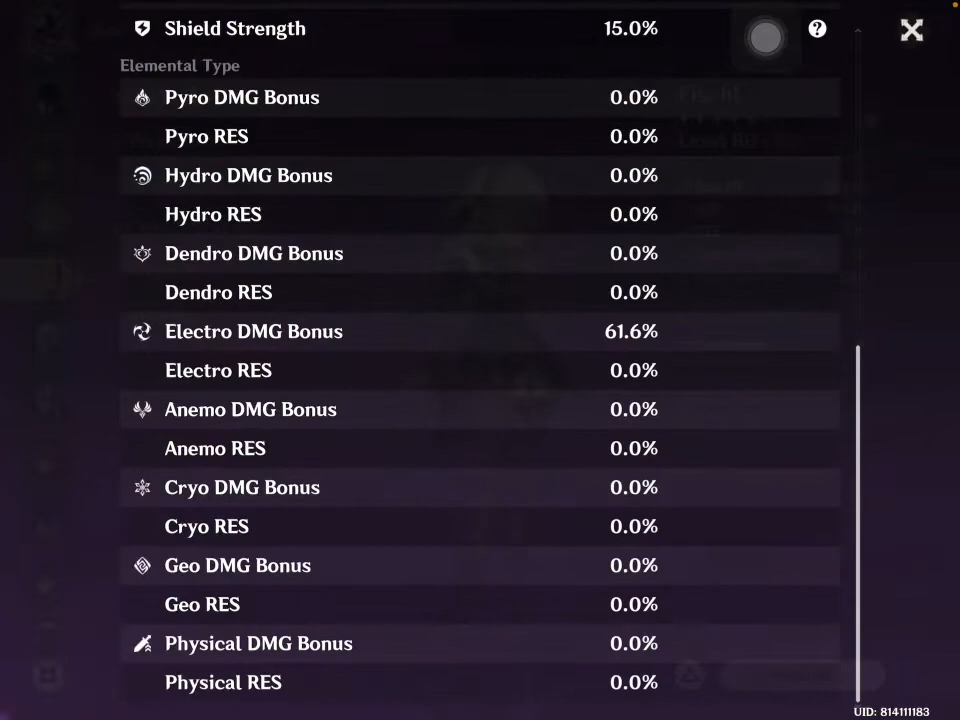 Shield Strength 15.0% ?
Elemental Type
Pyro DMG Bonus 0.0%
Pyro RES 0.0%
Hydro DMG Bonus 0.0%
Hydro RES 0.0%
Dendro DMG Bonus 0.0%
Dendro RES 0.0%
Electro DMG Bonus 61.6%
Electro RES 0.0%
Anemo DMG Bonus 0.0%
Anemo RES 0.0%
Cryo DMG Bonus 0.0%
Cryo RES 0.0%
Geo DMG Bonus 0.0%
Geo RES 0.0%
Physical DMG Bonus 0.0%
Physical RES 0.0%
UID: 814111183